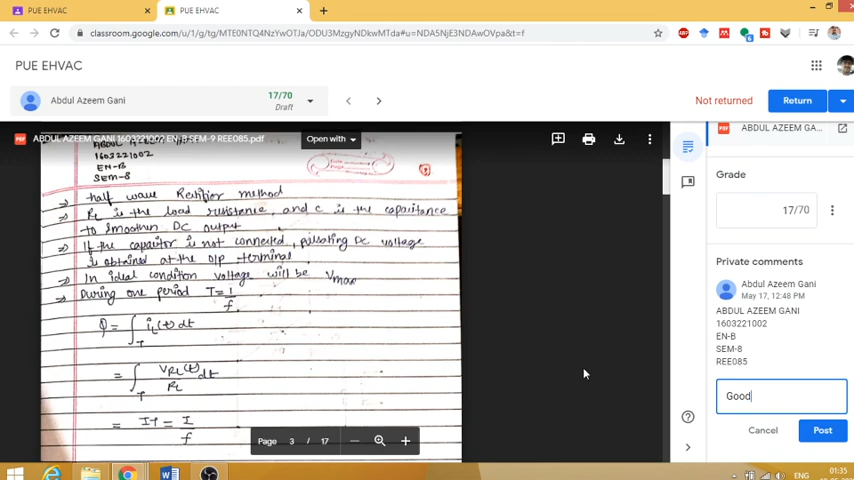 PUE EHVAC
PUE EHVAC
classroom.google.com/u/1/g/tg/MTE0NTQ4NzYwOTJa/ODU3MzgyNDkwMTda#u=NDA5NjE3NDAwOVpa&t=f
PUE EHVAC
Abdul Azeem Gani
17/70
Draft
Not returned
Return
ABDUL AZEEM GANI 1603221002 EN-B SEM-9 REE085.pdf
Open with
1603221002
EN-B
SEM-8
⇒ half wave Rectifier method
⇒ RL is the load resistance, and c is the capacitance
to smoothen DC output
⇒ If the capacitor is not connected, pulsating DC voltage
is obtained at the o/p terminal
⇒ In ideal condition voltage will be Vmax
⇒ During one period T = 1/f
Q = ∫T iL(t) dt
= ∫T VRL(t)/RL dt
= IT = I/f
Page 3 / 17
PDF ABDUL AZEEM GA...
Grade
17/70
Private comments
Abdul Azeem Gani
May 17, 12:48 PM
ABDUL AZEEM GANI
1603221002
EN-B
SEM-8
REE085
Good
Cancel
Post
ENG
01:35